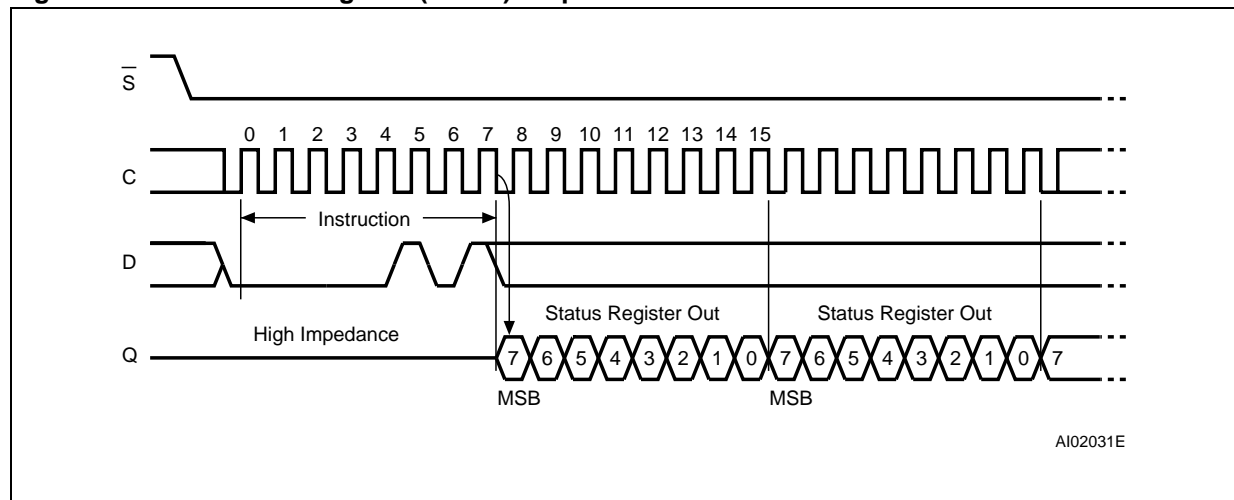 S
0 1 2 3 4 5 6 7 8 9 10 11 12 13 14 15
C
Instruction
D
Status Register Out Status Register Out
High Impedance
Q 7 6 5 4 3 2 1 0 7 6 5 4 3 2 1 0 7
MSB MSB
AI02031E